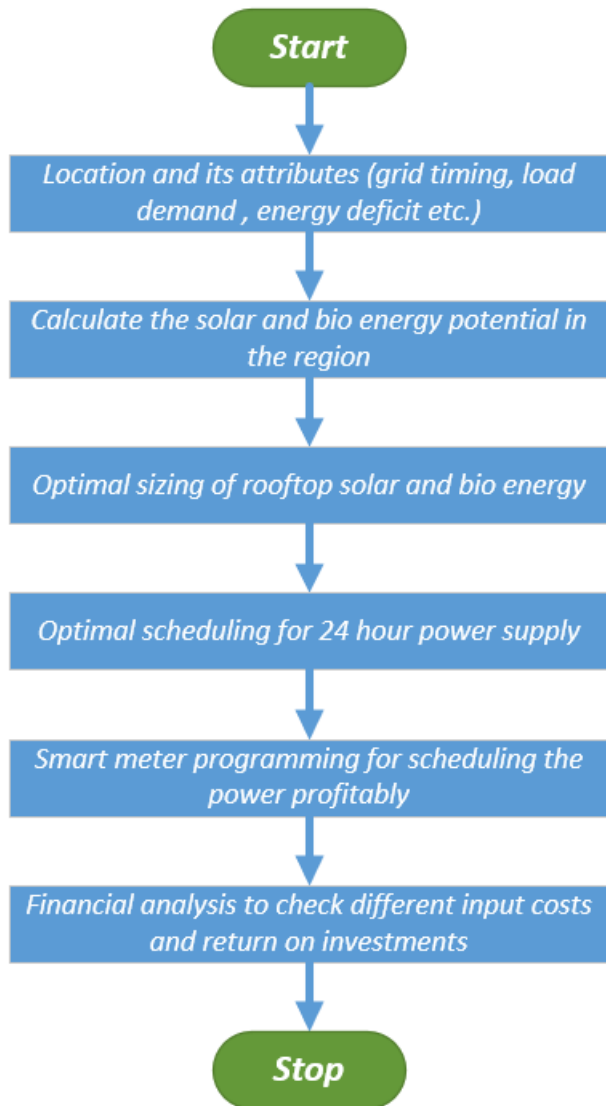 Start
Location and its attributes (grid timing, load
demand , energy deficit etc.)
Calculate the solar and bio energy potential in
the region
Optimal sizing of rooftop solar and bio energy
Optimal scheduling for 24 hour power supply
Smart meter programming for scheduling the
power profitably
Financial analysis to check different input costs
and return on investments
Stop